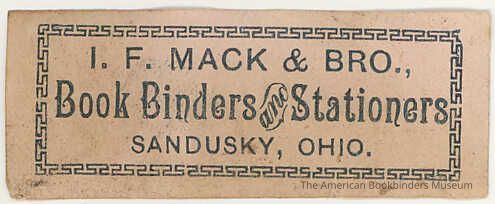 I. F. MACK & BRO.,
Book Binders and Stationers
SANDUSKY, OHIO.
The American Bookbinders Museum